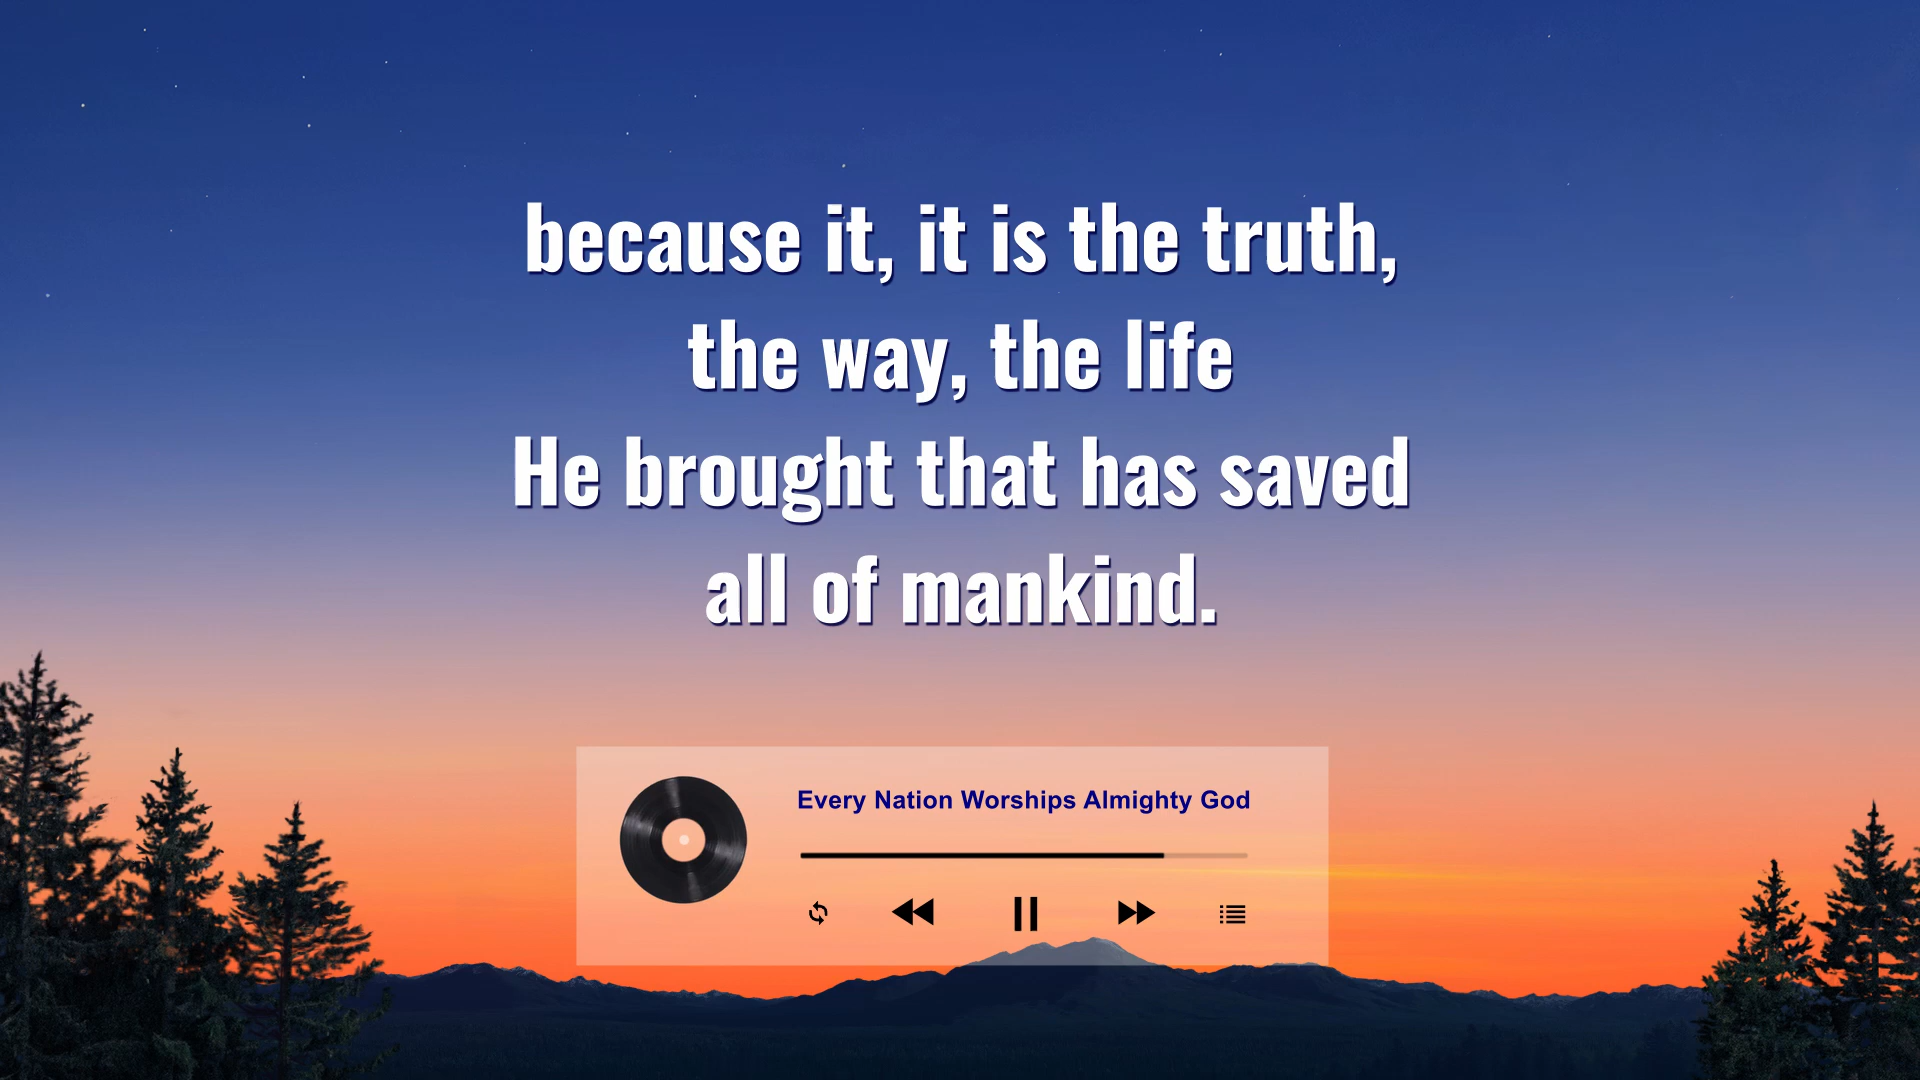 because it, it is the truth,
the way, the life
He brought that has saved
all of mankind.
Every Nation Worships Almighty God